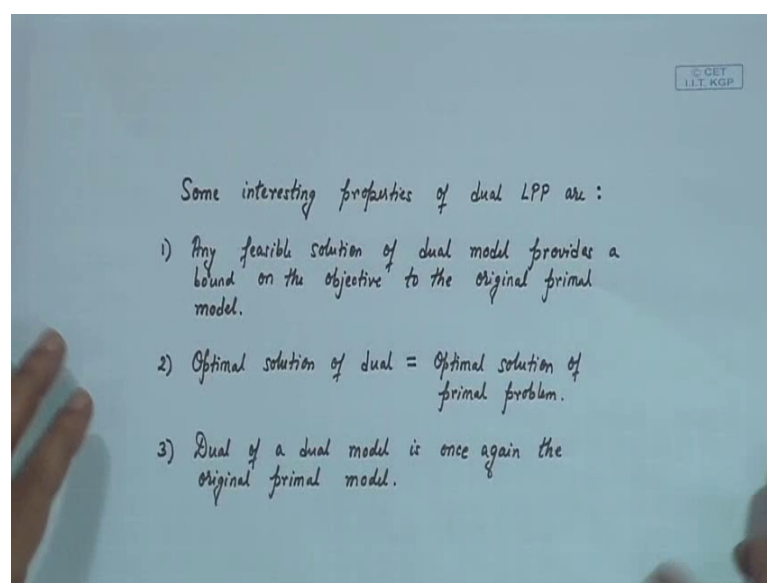 © CET
I.I.T. KGP
Some interesting properties of dual LPP are :
1) Any feasible solution of dual model provides a
bound on the objective to the original primal
model.
2) Optimal solution of dual = Optimal solution of
primal problem.
3) Dual of a dual model is once again the
original primal model.